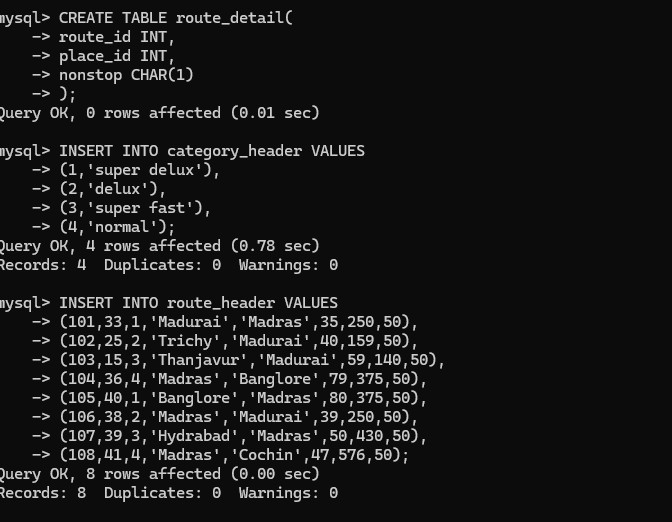 mysql> CREATE TABLE route_detail(
-> route_id INT,
-> place_id INT,
-> nonstop CHAR(1)
-> );
Query OK, 0 rows affected (0.01 sec)
mysql> INSERT INTO category_header VALUES
-> (1,'super delux'),
-> (2,'delux'),
-> (3,'super fast'),
-> (4,'normal');
Query OK, 4 rows affected (0.78 sec)
Records: 4  Duplicates: 0  Warnings: 0
mysql> INSERT INTO route_header VALUES
-> (101,33,1,'Madurai','Madras',35,250,50),
-> (102,25,2,'Trichy','Madurai',40,159,50),
-> (103,15,3,'Thanjavur','Madurai',59,140,50),
-> (104,36,4,'Madras','Banglore',79,375,50),
-> (105,40,1,'Banglore','Madras',80,375,50),
-> (106,38,2,'Madras','Madurai',39,250,50),
-> (107,39,3,'Hydrabad','Madras',50,430,50),
-> (108,41,4,'Madras','Cochin',47,576,50);
Query OK, 8 rows affected (0.00 sec)
Records: 8  Duplicates: 0  Warnings: 0